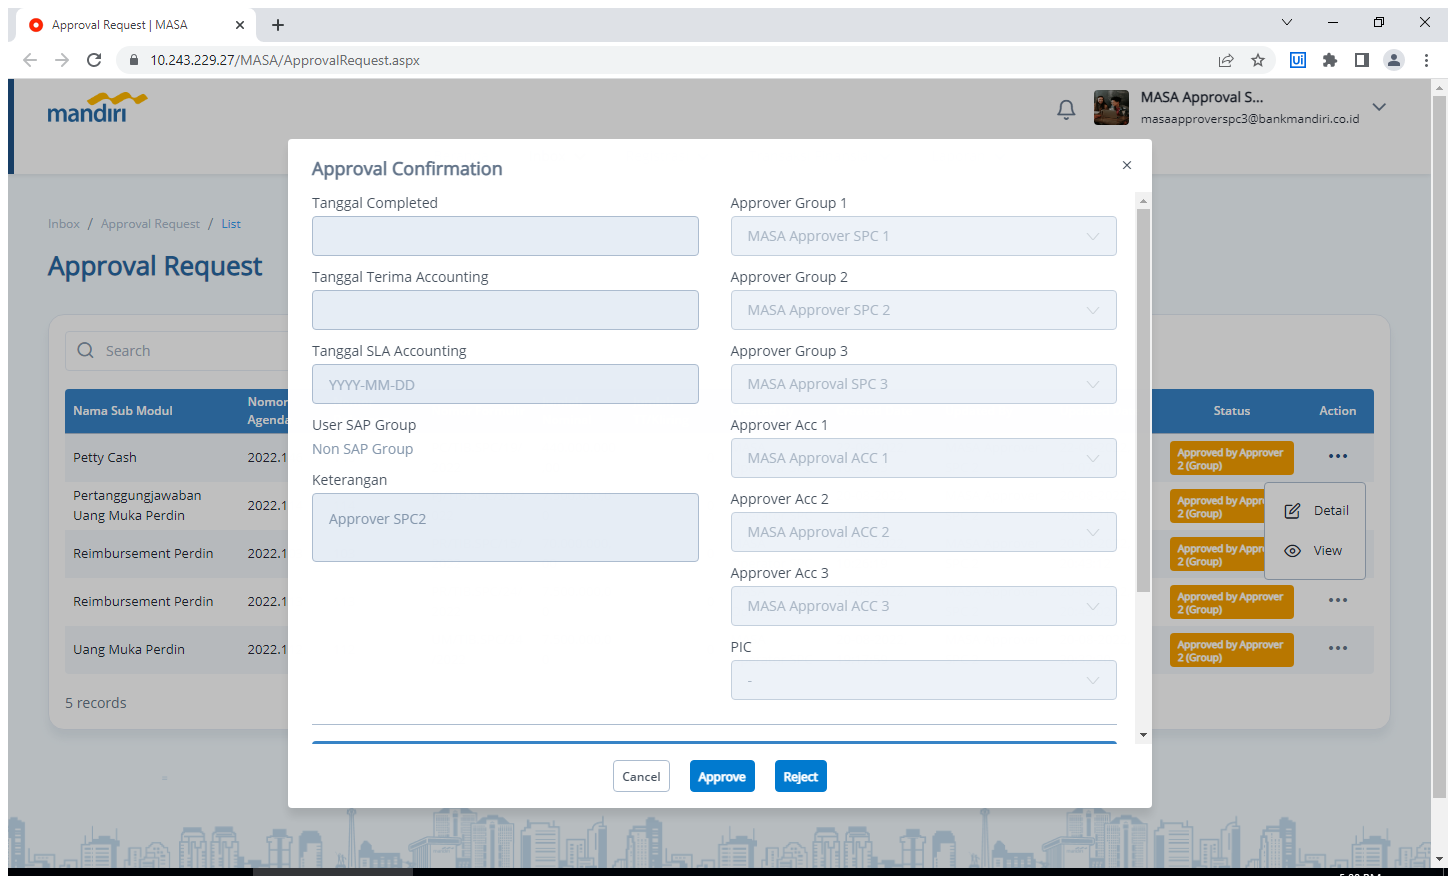 Approval Request | MASA
10.243.229.27/MASA/ApprovalRequest.aspx
Ui
mandiri
MASA Approval S...
masaapproverspc3@bankmandiri.co.id
Inbox / Approval Request / List
Approval Request
Search
Nama Sub Modul
Nomor
Agenda
Status
Action
Petty Cash
2022.1
Approved by Approver
2 (Group)
Pertanggungjawaban
Uang Muka Perdin
2022.1
Approved by Appr
2 (Group)
Reimbursement Perdin
2022.1
Approved by Appr
2 (Group)
Reimbursement Perdin
2022.1
Approved by Approver
2 (Group)
Uang Muka Perdin
2022.1
Approved by Approver
2 (Group)
5 records
Detail
View
Approval Confirmation
Tanggal Completed
Tanggal Terima Accounting
Tanggal SLA Accounting
YYYY-MM-DD
User SAP Group
Non SAP Group
Keterangan
Approver SPC2
Approver Group 1
MASA Approver SPC 1
Approver Group 2
MASA Approver SPC 2
Approver Group 3
MASA Approval SPC 3
Approver Acc 1
MASA Approval ACC 1
Approver Acc 2
MASA Approval ACC 2
Approver Acc 3
MASA Approval ACC 3
PIC
-
Cancel
Approve
Reject